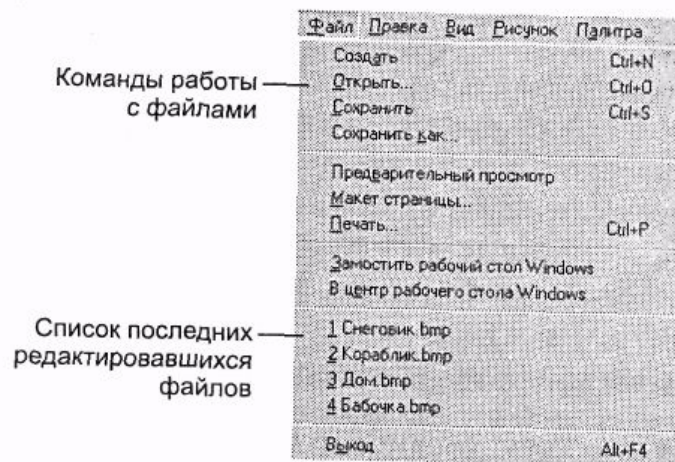 Файл Правка Вид Рисунок Палитра
Создать Ctrl+N
Открыть... Ctrl+O
Сохранить Ctrl+S
Сохранить как...
Предварительный просмотр
Макет страницы...
Печать... Ctrl+P
Замостить рабочий стол Windows
В центр рабочего стола Windows
1 Снеговик.bmp
2 Кораблик.bmp
3 Дом.bmp
4 Бабочка.bmp
Выход Alt+F4
Команды работы
с файлами
Список последних
редактировавшихся
файлов